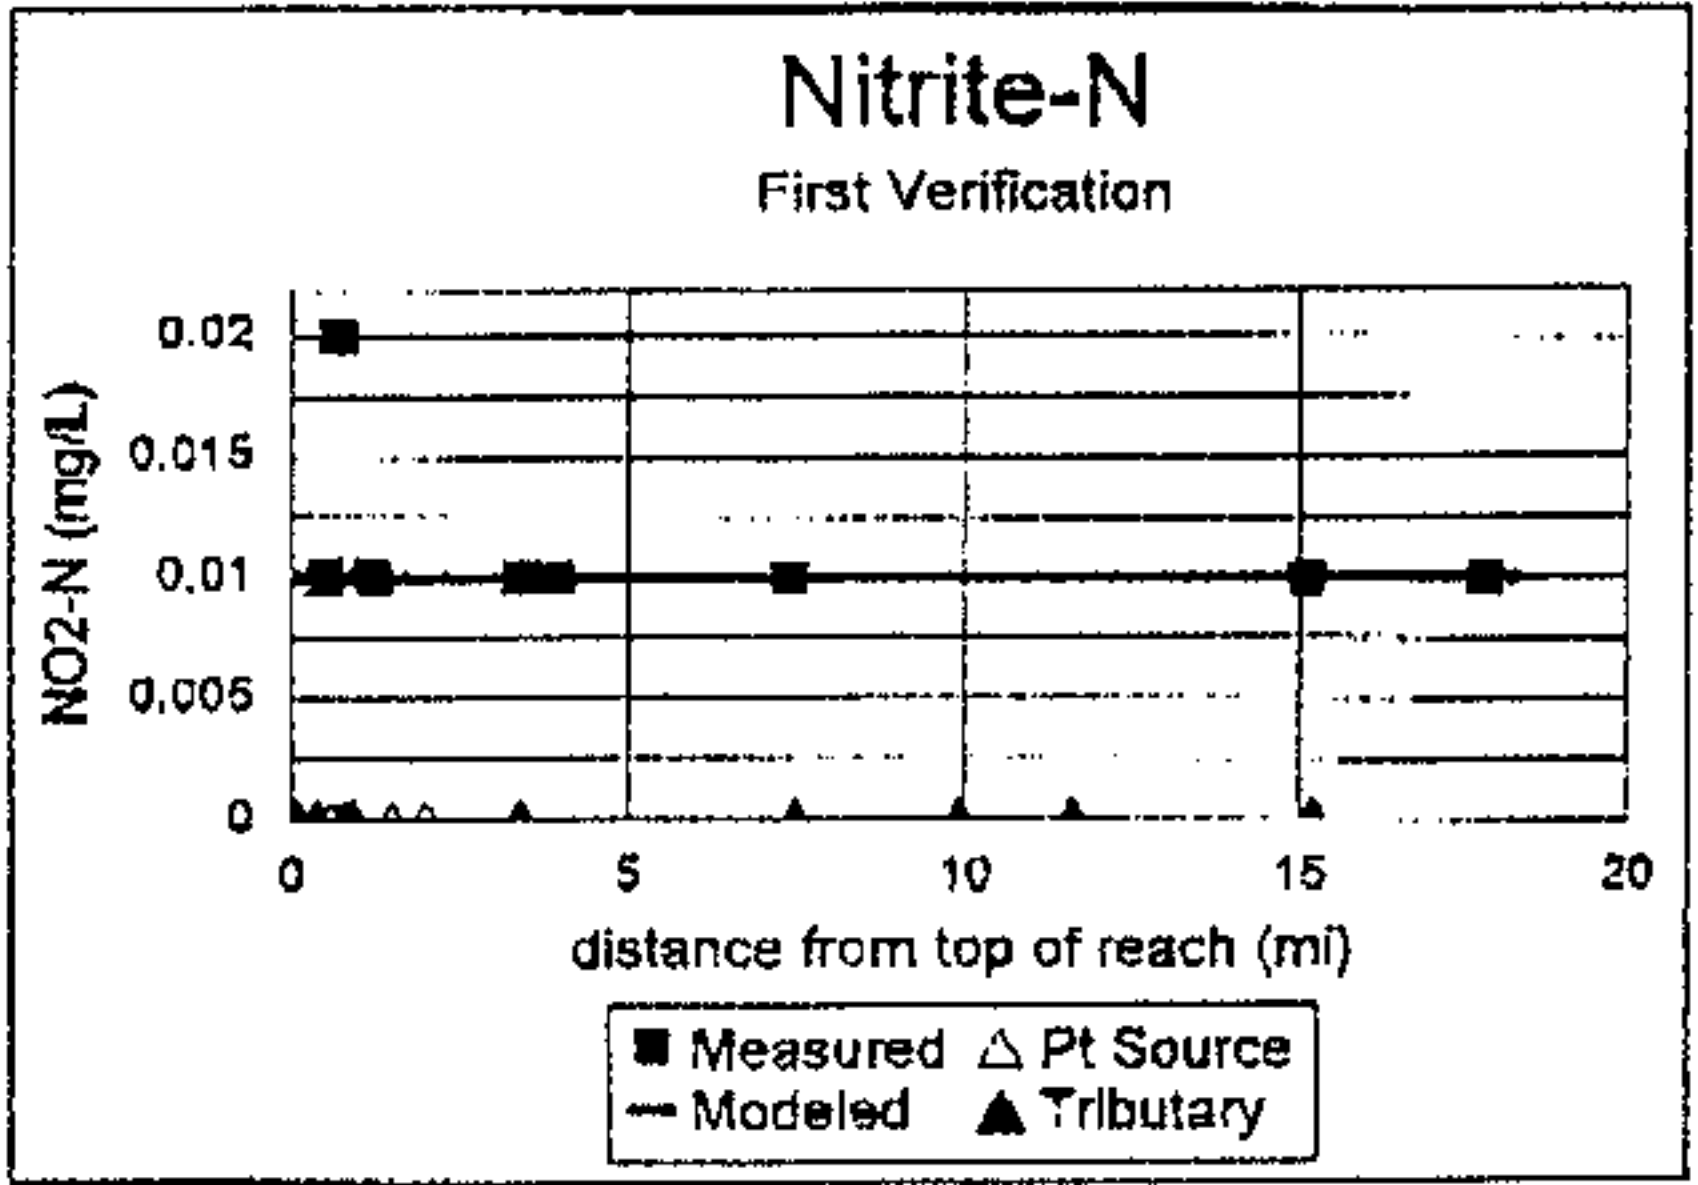 Nitrite-N
First Verification
NO2-N (mg/L)
0.02
0.015
0.01
0.005
0
0 5 10 15 20
distance from top of reach (mi)
Measured Pt Source
Modeled Tributary